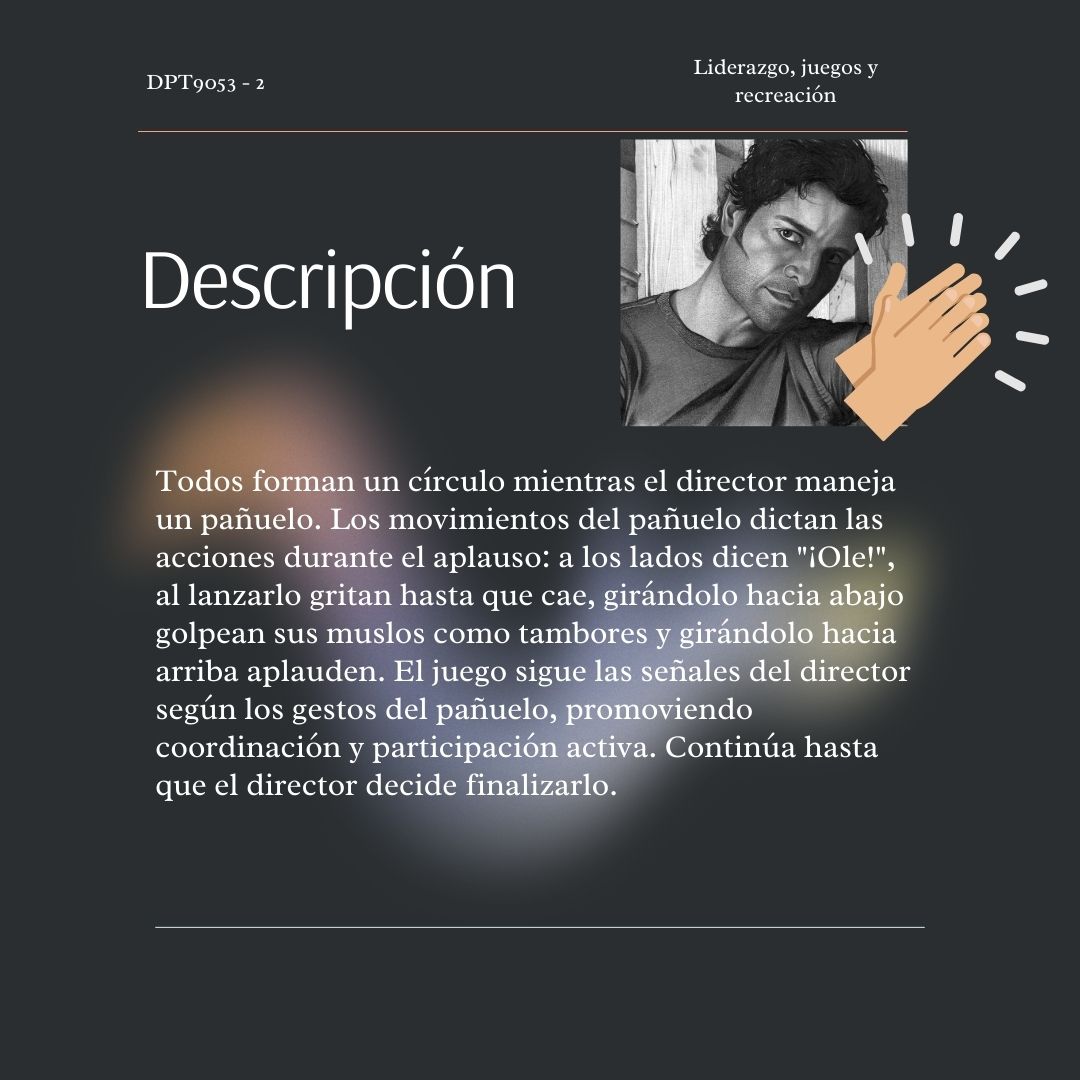 DPT9053 - 2
Liderazgo, juegos y
recreación
Descripción
Todos forman un círculo mientras el director maneja
un pañuelo. Los movimientos del pañuelo dictan las
acciones durante el aplauso: a los lados dicen "¡Ole!",
al lanzarlo gritan hasta que cae, girándolo hacia abajo
golpean sus muslos como tambores y girándolo hacia
arriba aplauden. El juego sigue las señales del director
según los gestos del pañuelo, promoviendo
coordinación y participación activa. Continúa hasta
que el director decide finalizarlo.